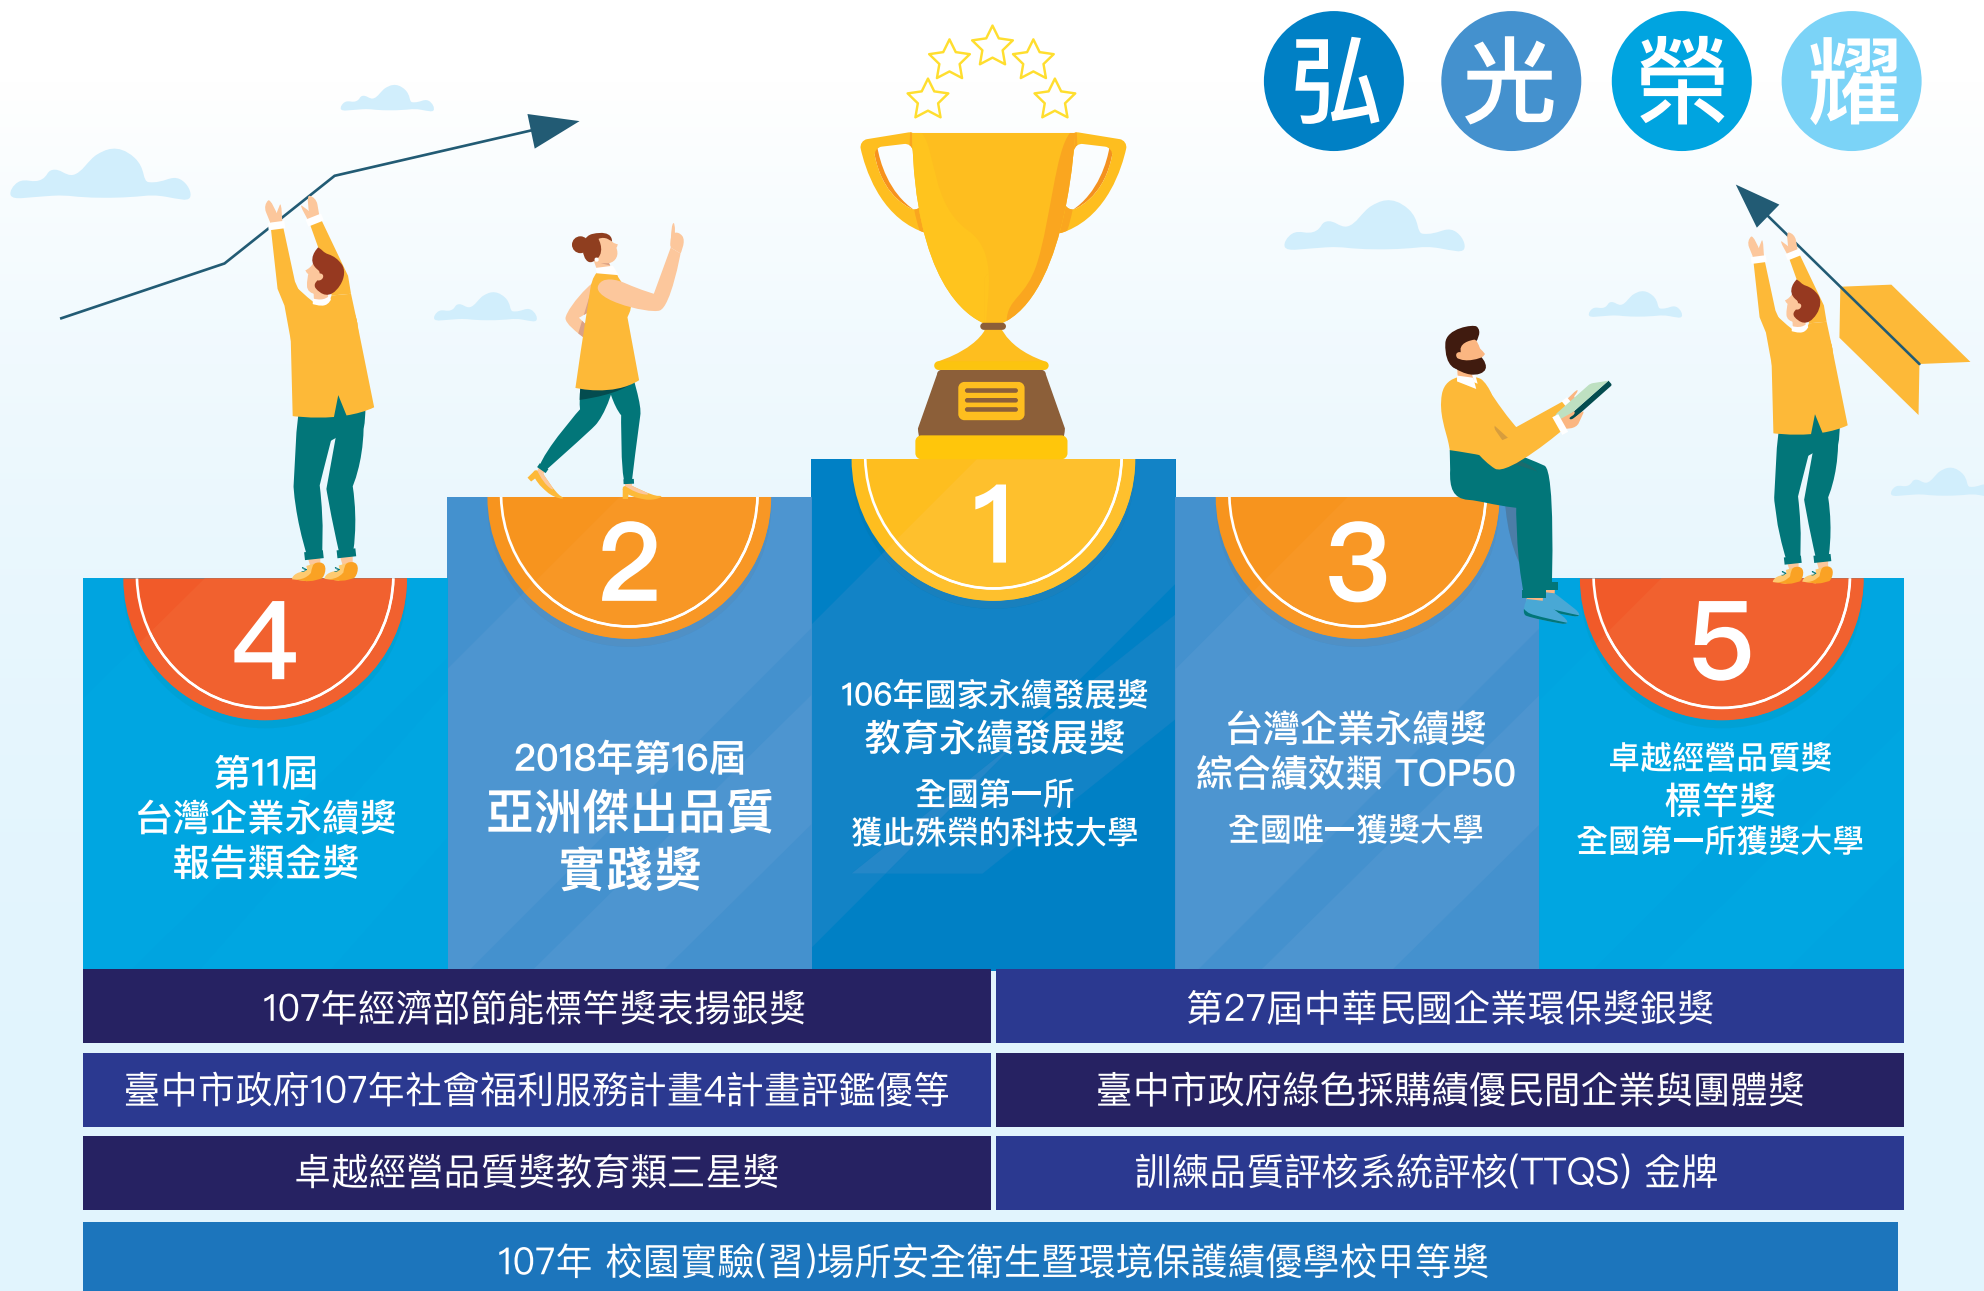 弘光榮耀
4
第11屆
台灣企業永續獎
報告類金獎
2
2018年第16屆
亞洲傑出品質
實踐獎
1
106年國家永續發展獎
教育永續發展獎
全國第一所
獲此殊榮的科技大學
3
台灣企業永續獎
綜合績效類 TOP50
全國唯一獲獎大學
5
卓越經營品質獎
標竿獎
全國第一所獲獎大學
107年經濟部節能標竿獎表揚銀獎
第27屆中華民國企業環保獎銀獎
臺中市政府107年社會福利服務計畫4計畫評鑑優等
臺中市政府綠色採購績優民間企業與團體獎
卓越經營品質獎教育類三星獎
訓練品質評核系統評核(TTQS) 金牌
107年 校園實驗(習)場所安全衛生暨環境保護績優學校甲等獎